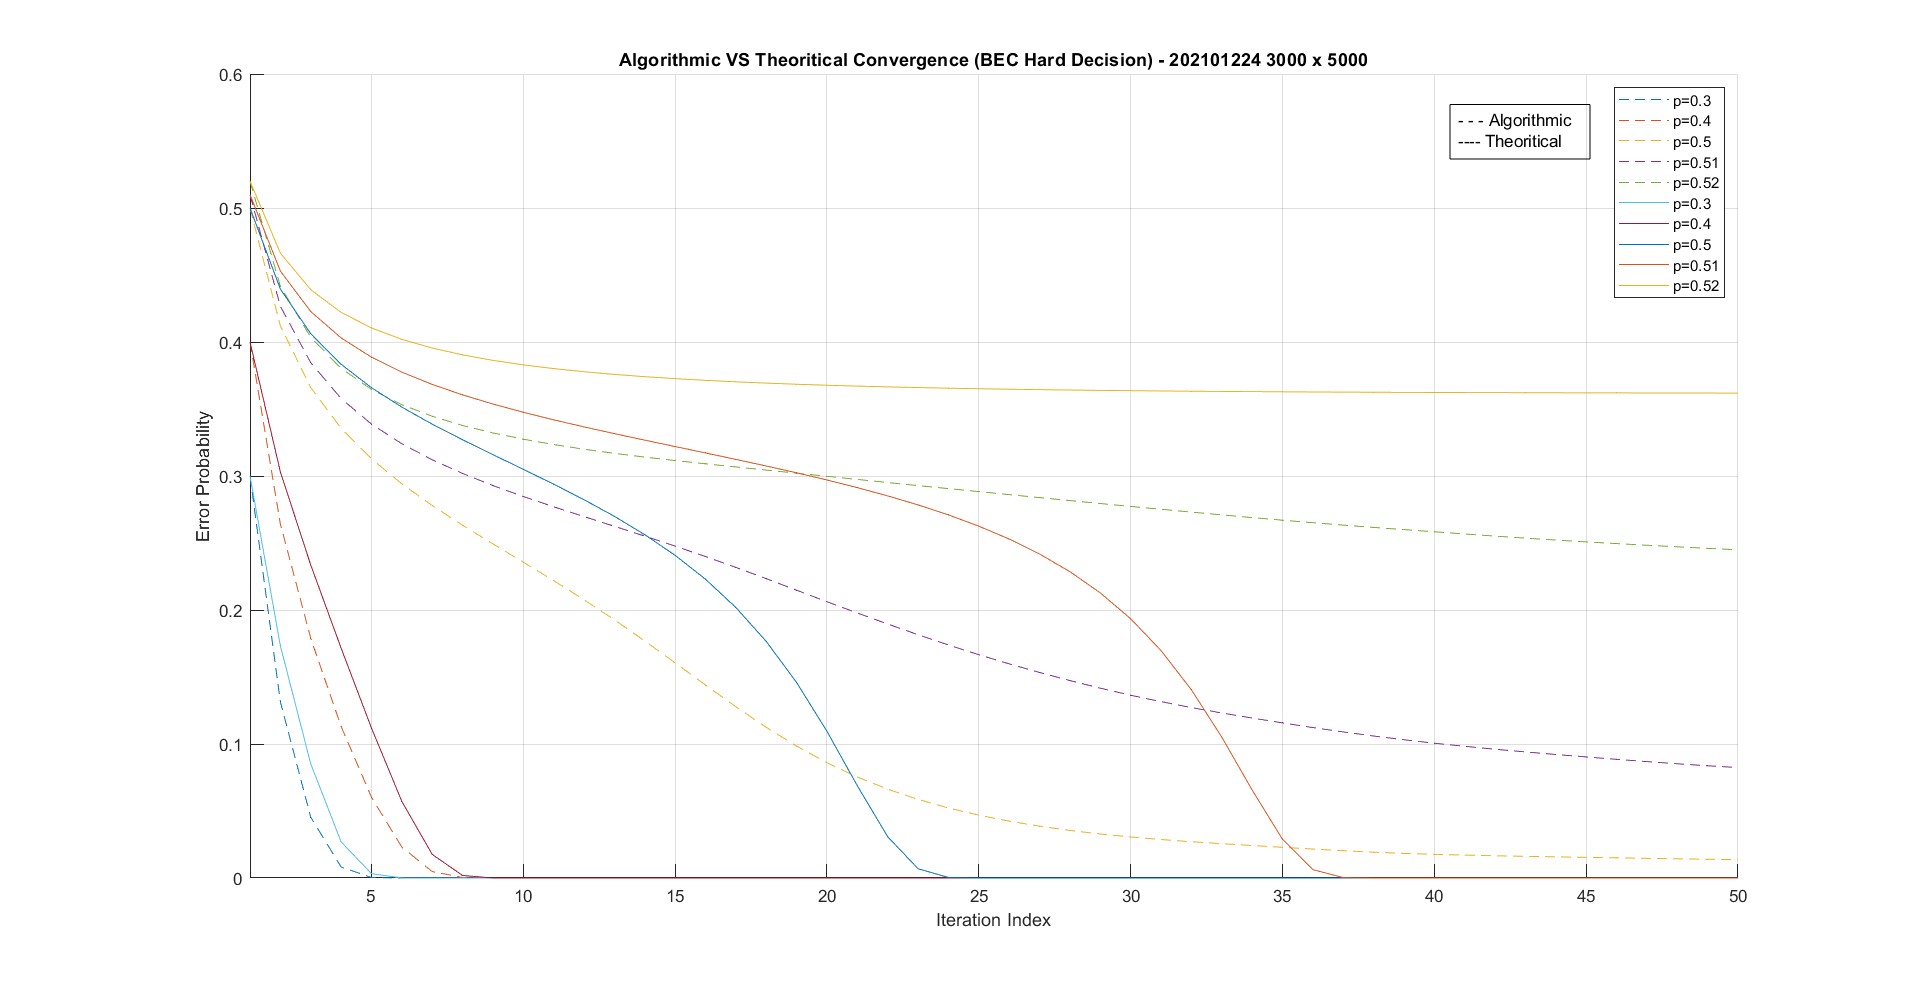 Algorithmic VS Theoritical Convergence (BEC Hard Decision) - 202101224 3000 x 5000
0.6
0.5
0.4
0.3
0.2
0.1
0
Error Probability
5
10
15
20
25
30
35
40
45
50
Iteration Index
- - - Algorithmic
---- Theoritical
p=0.3
p=0.4
p=0.5
p=0.51
p=0.52
p=0.3
p=0.4
p=0.5
p=0.51
p=0.52